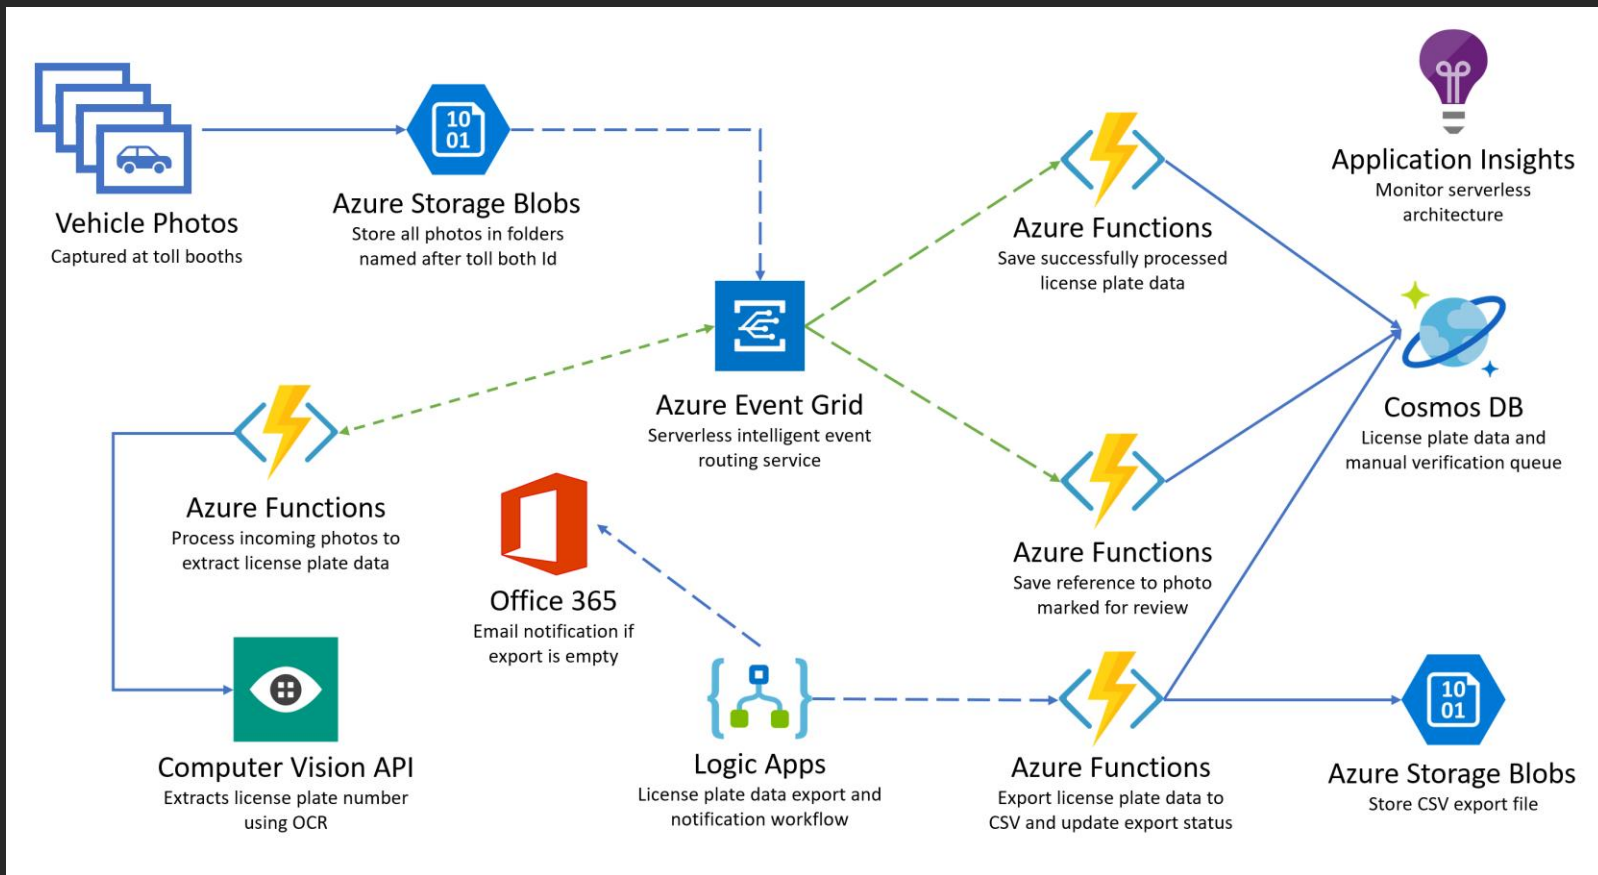 Vehicle Photos
Captured at toll booths
10
01
Azure Storage Blobs
Store all photos in folders
named after toll both Id
Azure Functions
Save successfully processed
license plate data
Application Insights
Monitor serverless
architecture
Azure Event Grid
Serverless intelligent event
routing service
Cosmos DB
License plate data and
manual verification queue
Azure Functions
Process incoming photos to
extract license plate data
Office 365
Email notification if
export is empty
Azure Functions
Save reference to photo
marked for review
Computer Vision API
Extracts license plate number
using OCR
Logic Apps
License plate data export and
notification workflow
Azure Functions
Export license plate data to
CSV and update export status
10
01
Azure Storage Blobs
Store CSV export file